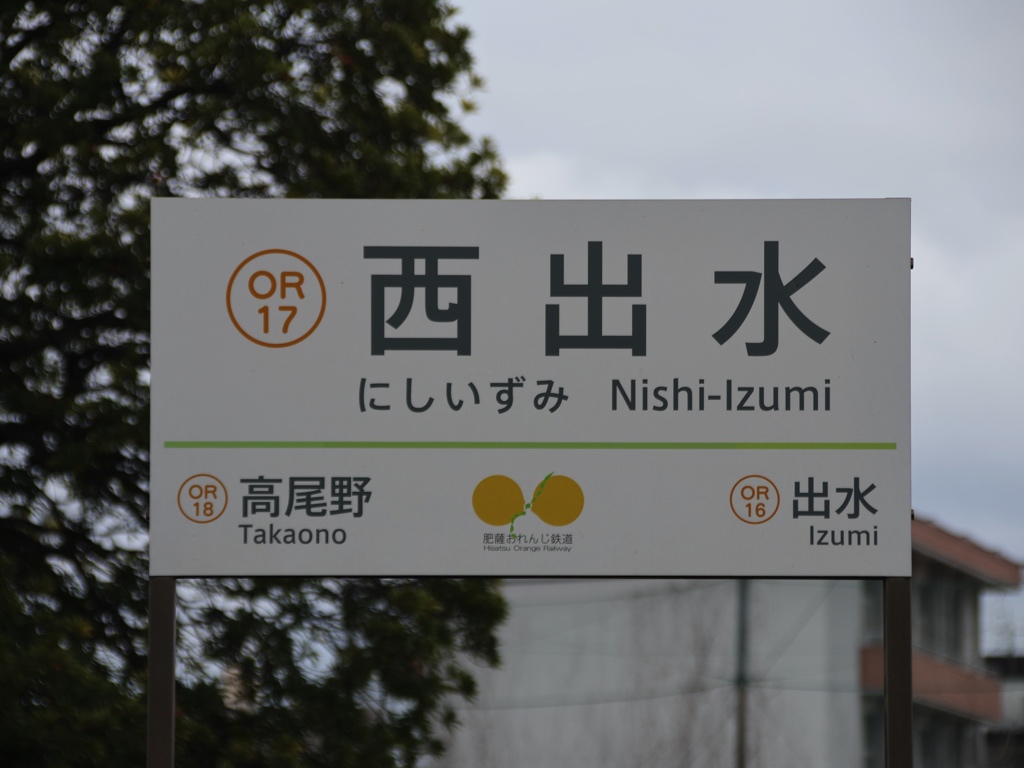 OR
17
西出水
にしいずみ Nishi-Izumi
OR
18
高尾野
Takaono
肥薩おれんじ鉄道
Hisatsu Orange Railway
OR
16
出水
Izumi